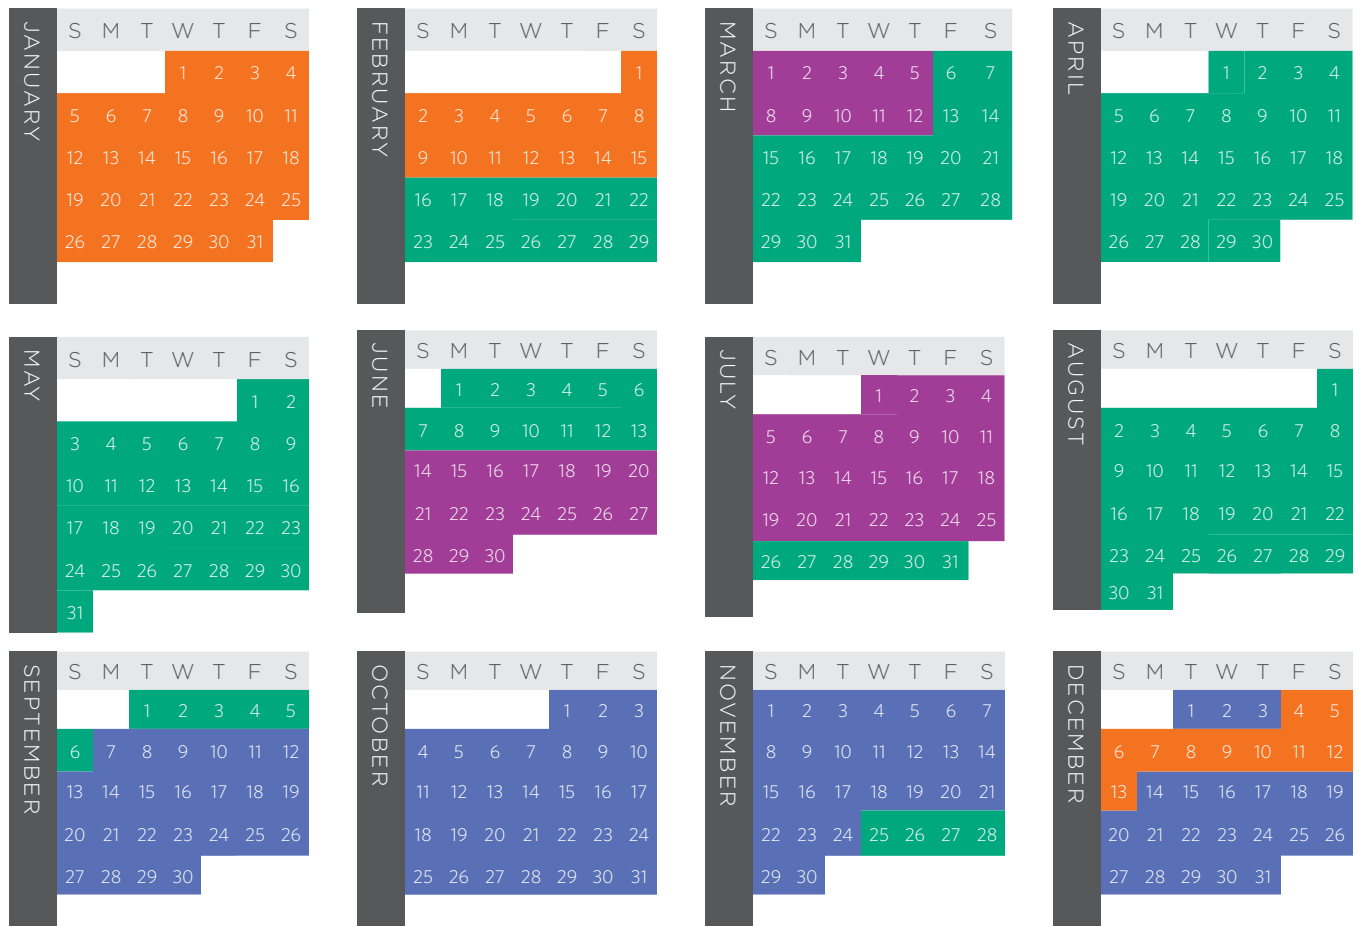 JANUARY
S M T W T F S
1 2 3 4
5 6 7 8 9 10 11
12 13 14 15 16 17 18
19 20 21 22 23 24 25
26 27 28 29 30 31
FEBRUARY
S M T W T F S
1
2 3 4 5 6 7 8
9 10 11 12 13 14 15
16 17 18 19 20 21 22
23 24 25 26 27 28 29
MARCH
S M T W T F S
1 2 3 4 5 6 7
8 9 10 11 12 13 14
15 16 17 18 19 20 21
22 23 24 25 26 27 28
29 30 31
APRIL
S M T W T F S
1 2 3 4
5 6 7 8 9 10 11
12 13 14 15 16 17 18
19 20 21 22 23 24 25
26 27 28 29 30
MAY
S M T W T F S
1 2
3 4 5 6 7 8 9
10 11 12 13 14 15 16
17 18 19 20 21 22 23
24 25 26 27 28 29 30
31
JUNE
S M T W T F S
1 2 3 4 5 6
7 8 9 10 11 12 13
14 15 16 17 18 19 20
21 22 23 24 25 26 27
28 29 30
JULY
S M T W T F S
1 2 3 4
5 6 7 8 9 10 11
12 13 14 15 16 17 18
19 20 21 22 23 24 25
26 27 28 29 30 31
AUGUST
S M T W T F S
1
2 3 4 5 6 7 8
9 10 11 12 13 14 15
16 17 18 19 20 21 22
23 24 25 26 27 28 29
30 31
SEPTEMBER
S M T W T F S
1 2 3 4 5
6 7 8 9 10 11 12
13 14 15 16 17 18 19
20 21 22 23 24 25 26
27 28 29 30
OCTOBER
S M T W T F S
1 2 3
4 5 6 7 8 9 10
11 12 13 14 15 16 17
18 19 20 21 22 23 24
25 26 27 28 29 30 31
NOVEMBER
S M T W T F S
1 2 3 4 5 6 7
8 9 10 11 12 13 14
15 16 17 18 19 20 21
22 23 24 25 26 27 28
29 30
DECEMBER
S M T W T F S
1 2 3 4 5
6 7 8 9 10 11 12
13 14 15 16 17 18 19
20 21 22 23 24 25 26
27 28 29 30 31